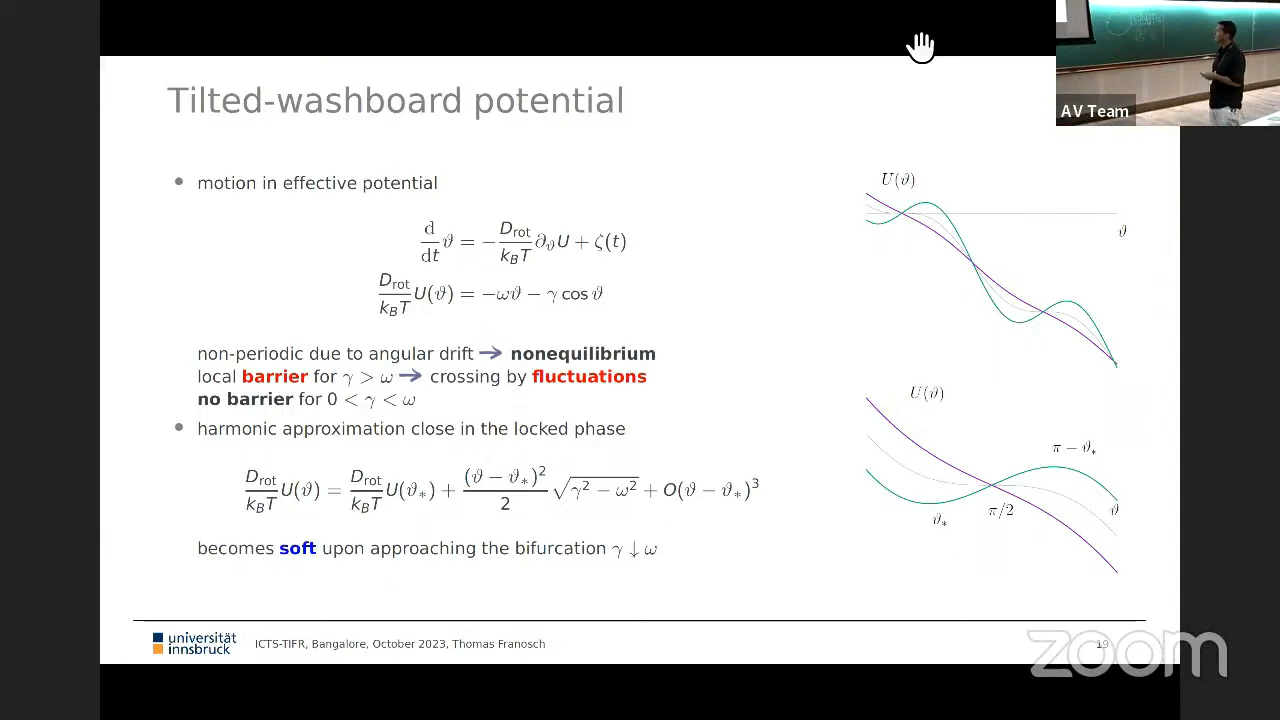 AV Team
Tilted-washboard potential
• motion in effective potential
d/dt ϑ = −D_rot/k_BT ∂_ϑ U + ζ(t)
D_rot/k_BT U(ϑ) = −ωϑ − γ cos ϑ
non-periodic due to angular drift → nonequilibrium
local barrier for γ > ω → crossing by fluctuations
no barrier for 0 < γ < ω
• harmonic approximation close in the locked phase
D_rot/k_BT U(ϑ) = D_rot/k_BT U(ϑ_*) + (ϑ − ϑ_*)²/2 √(γ² − ω²) + O(ϑ − ϑ_*)³
becomes soft upon approaching the bifurcation γ ↓ ω
U(ϑ)
ϑ
U(ϑ)
π − ϑ_*
ϑ
π/2
ϑ_*
universität
innsbruck
ICTS-TIFR, Bangalore, October 2023, Thomas Franosch
19
zoom